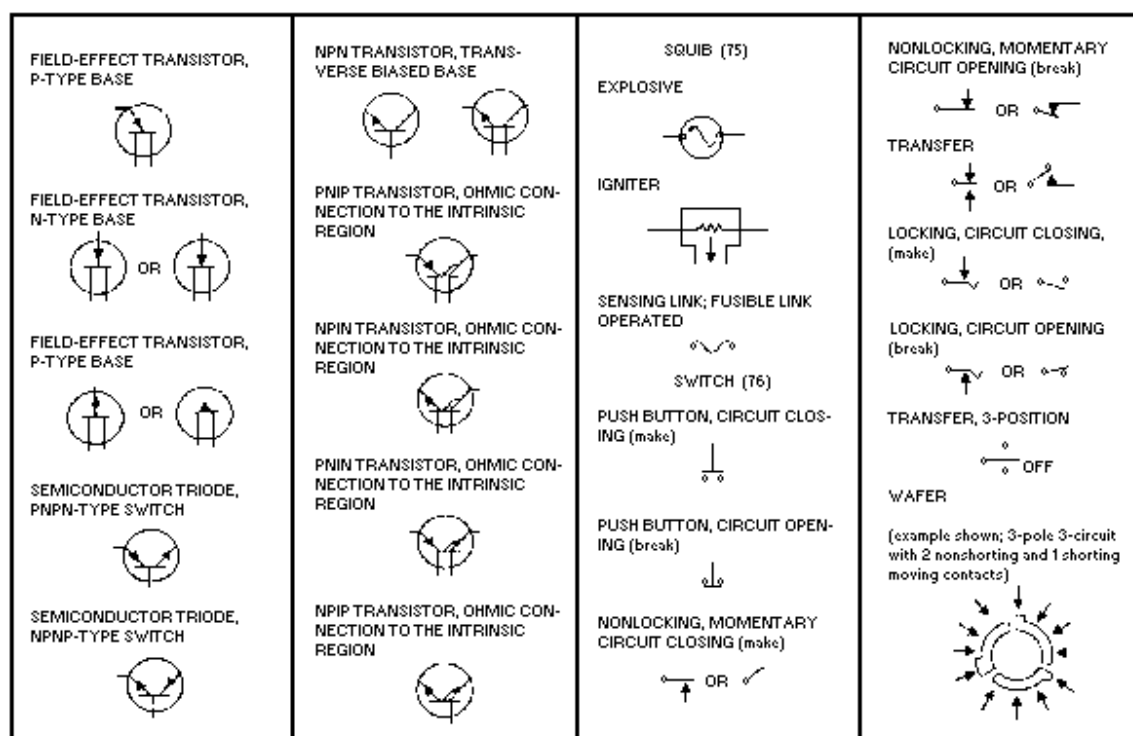 FIELD-EFFECT TRANSISTOR,
P-TYPE BASE
FIELD-EFFECT TRANSISTOR,
N-TYPE BASE
OR
FIELD-EFFECT TRANSISTOR,
P-TYPE BASE
OR
SEMICONDUCTOR TRIODE,
PNPN-TYPE SWITCH
SEMICONDUCTOR TRIODE,
NPNP-TYPE SWITCH
NPN TRANSISTOR, TRANS-
VERSE BIASED BASE
PNIP TRANSISTOR, OHMIC CON-
NECTION TO THE INTRINSIC
REGION
NPIN TRANSISTOR, OHMIC CON-
NECTION TO THE INTRINSIC
REGION
PNIN TRANSISTOR, OHMIC CON-
NECTION TO THE INTRINSIC
REGION
NPIP TRANSISTOR, OHMIC CON-
NECTION TO THE INTRINSIC
REGION
SQUIB (75)
EXPLOSIVE
IGNITER
SENSING LINK; FUSIBLE LINK
OPERATED
SWITCH (76)
PUSH BUTTON, CIRCUIT CLOS-
ING (make)
PUSH BUTTON, CIRCUIT OPEN-
ING (break)
NONLOCKING, MOMENTARY
CIRCUIT CLOSING (make)
OR
NONLOCKING, MOMENTARY
CIRCUIT OPENING (break)
OR
TRANSFER
OR
LOCKING, CIRCUIT CLOSING,
(make)
OR
LOCKING, CIRCUIT OPENING
(break)
OR
TRANSFER, 3-POSITION
OFF
WAFER
(example shown; 3-pole 3-circuit
with 2 nonshorting and 1 shorting
moving contacts)